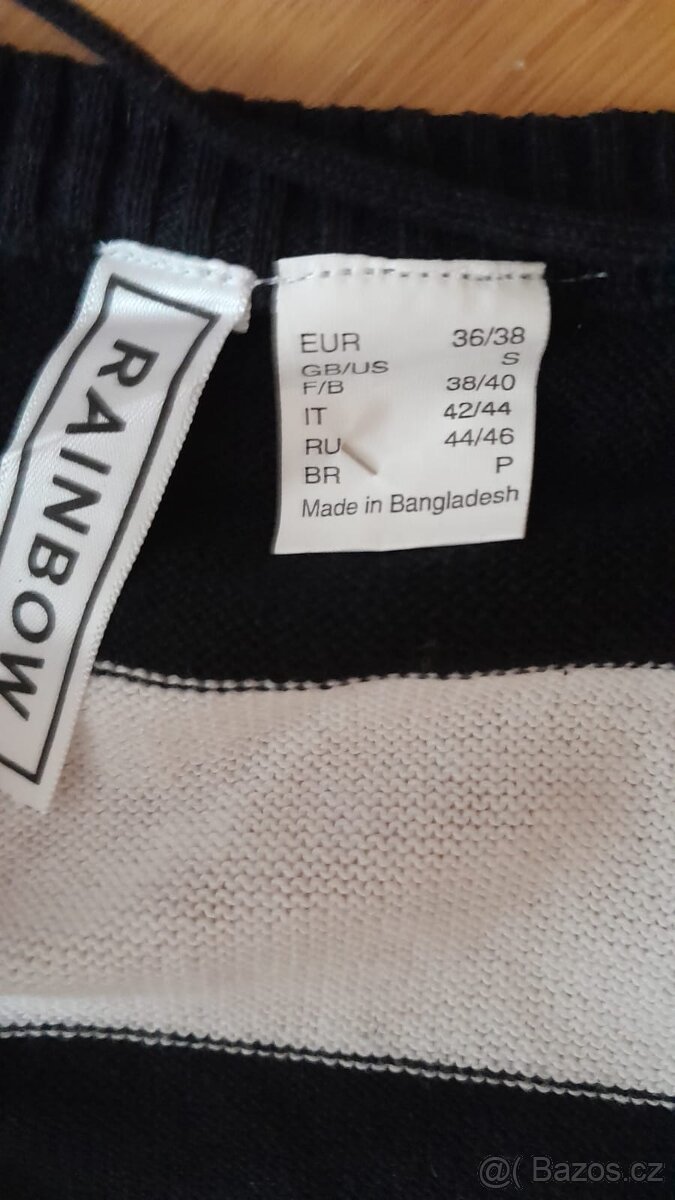 RAINBOW
EUR 36/38
GB/US S
F/B 38/40
IT 42/44
RU 44/46
BR P
Made in Bangladesh
@( Bazos.cz